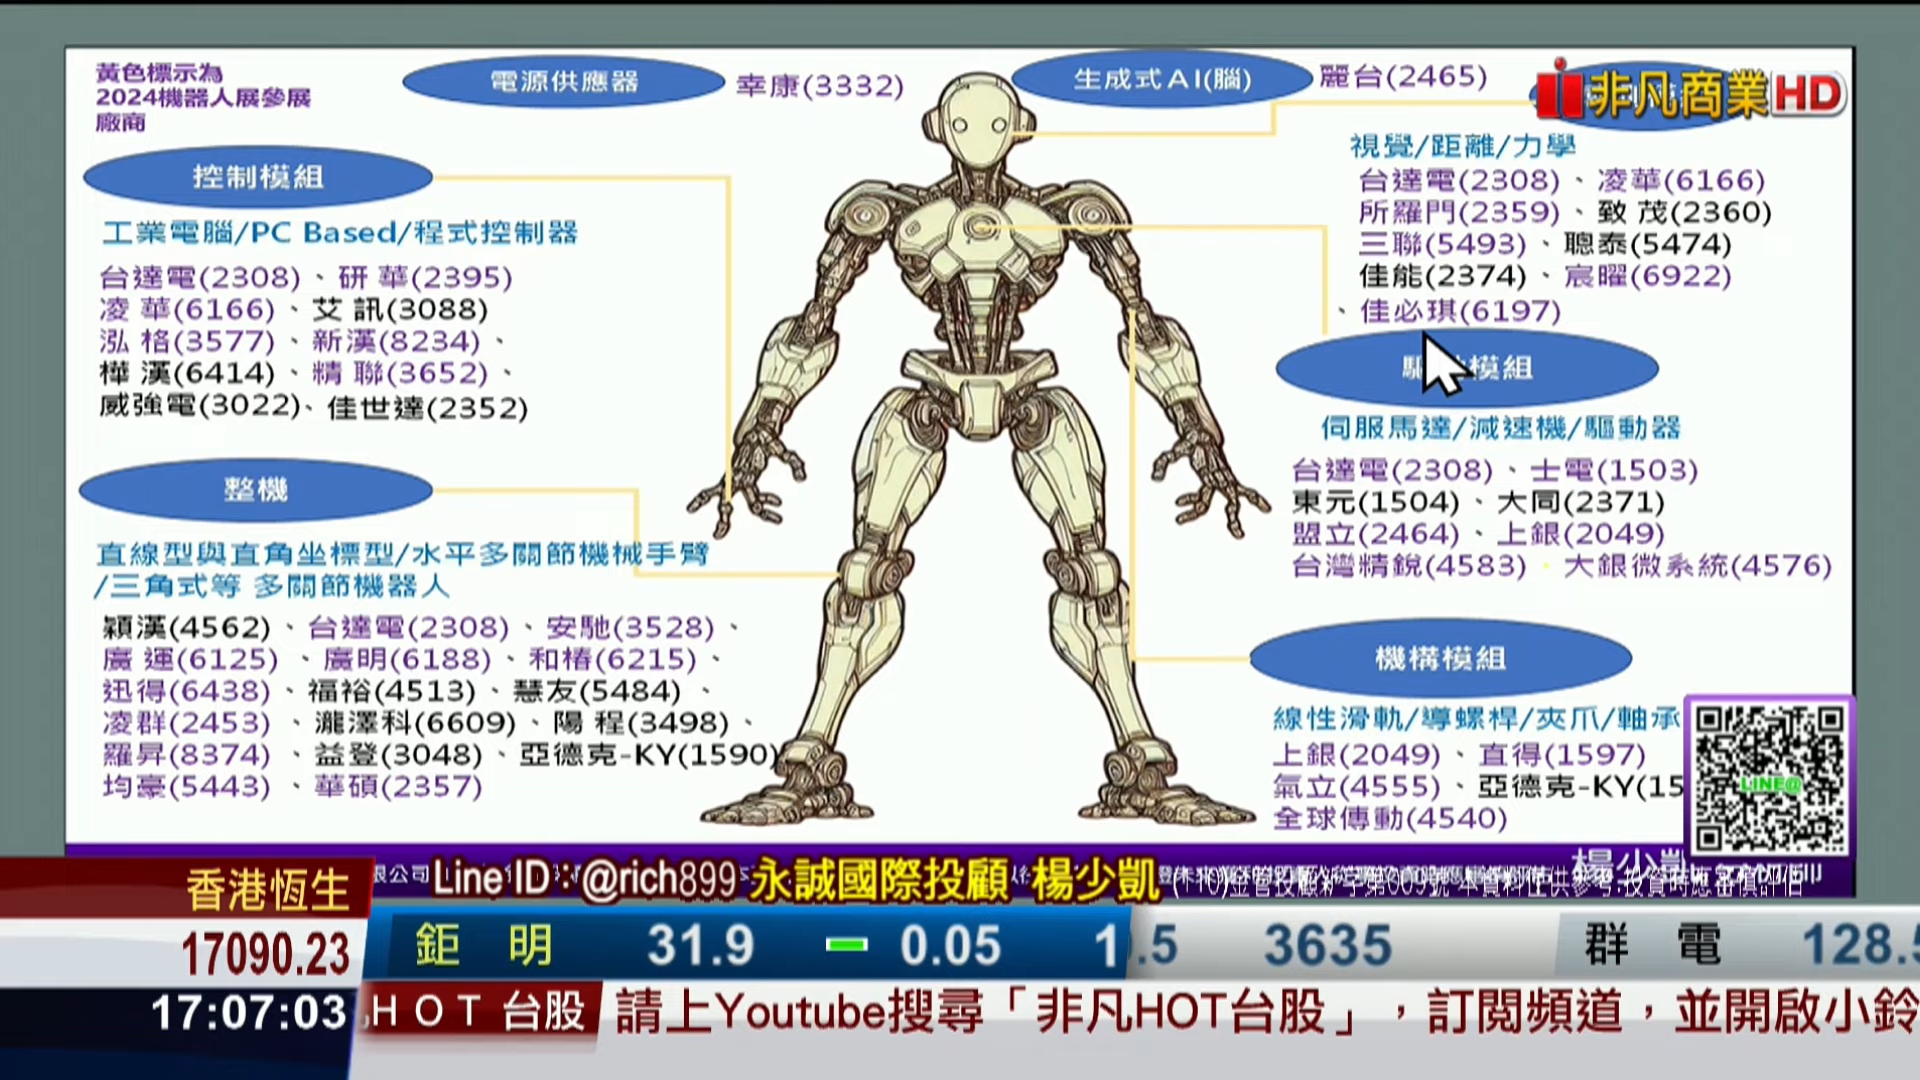 黃色標示為
2024機器人展參展
廠商
電源供應器
幸康(3332)
生成式AI(腦)
麗台(2465)
非凡商業HD
控制模組
工業電腦/PC Based/程式控制器
台達電(2308)、研 華(2395)
凌 華(6166)、艾 訊(3088)
泓 格(3577)、新漢(8234)、
樺 漢(6414)、精 聯(3652)、
威強電(3022)、佳世達(2352)
整機
直線型與直角坐標型/水平多關節機械手臂
/三角式等 多關節機器人
穎漢(4562)、台達電(2308)、安馳(3528)、
廣 運(6125)、廣明(6188)、和椿(6215)、
迅得(6438)、福裕(4513)、慧友(5484)、
凌群(2453)、瀧澤科(6609)、陽 程(3498)、
羅昇(8374)、益登(3048)、亞德克-KY(1590)
均豪(5443)、華碩(2357)
視覺/距離/力學
台達電(2308)、凌華(6166)
所羅門(2359)、致 茂(2360)
三聯(5493)、聰泰(5474)
佳能(2374)、宸曜(6922)
、佳必琪(6197)
模組
伺服馬達/減速機/驅動器
台達電(2308)、士電(1503)
東元(1504)、大同(2371)
盟立(2464)、上銀(2049)
台灣精銳(4583)、大銀微系統(4576)
機構模組
線性滑軌/導螺桿/夾爪/軸承
上銀(2049)、直得(1597)
氣立(4555)、亞德克-KY(15
全球傳動(4540)
LINE@
Line ID：@rich899 永誠國際投顧 楊少凱
香港恆生
17090.23
鉅 明 31.9 0.05 1.5 3635 群 電 128.5
17:07:03
HOT 台股 請上Youtube搜尋「非凡HOT台股」，訂閱頻道，並開啟小鈴